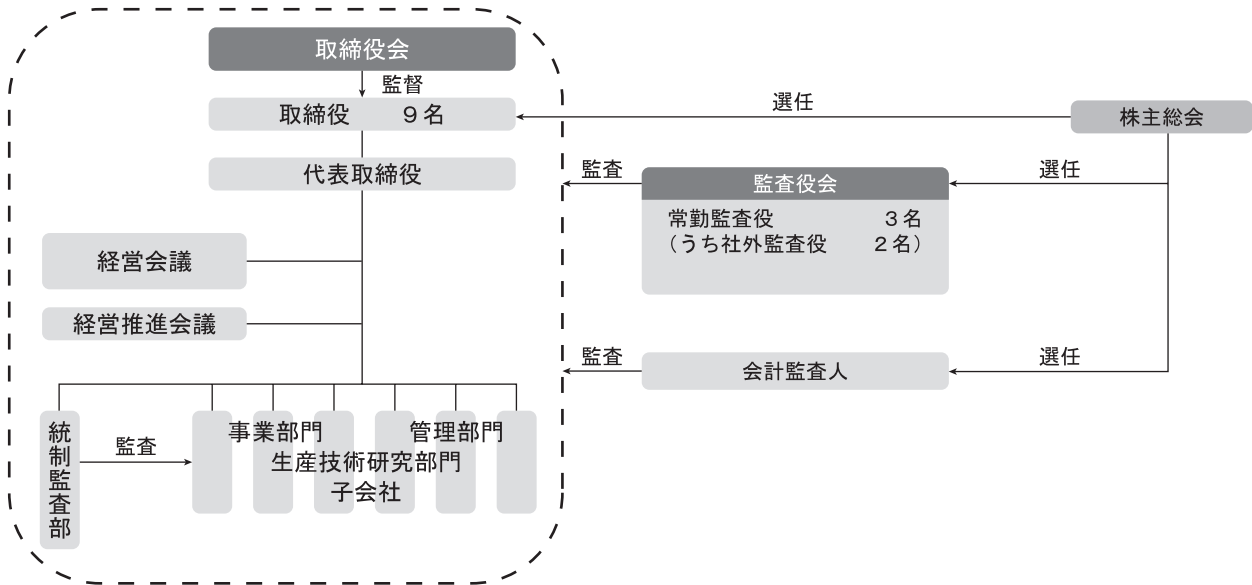 取締役会
監督
取締役　9名
選任
株主総会
代表取締役
監査
監査役会
選任
常勤監査役　3名
（うち社外監査役　2名）
経営会議
経営推進会議
監査
会計監査人
選任
統制監査部
監査
事業部門　管理部門
生産技術研究部門
子会社